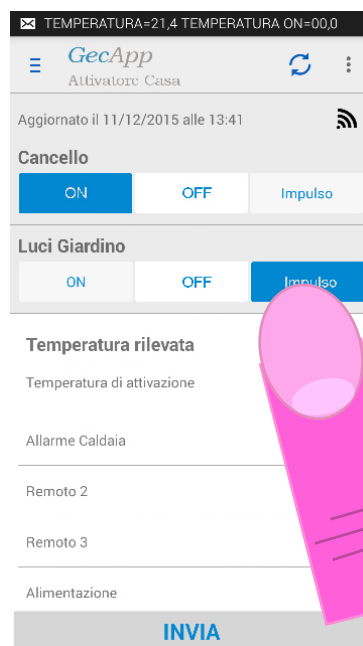 TEMPERATURA=21,4 TEMPERATURA ON=00,0
GecApp
Attivatore Casa
Aggiornato il 11/12/2015 alle 13:41
Cancello
ON OFF Impulso
Luci Giardino
ON OFF Impulso
Temperatura rilevata
Temperatura di attivazione
Allarme Caldaia
Remoto 2
Remoto 3
Alimentazione
INVIA